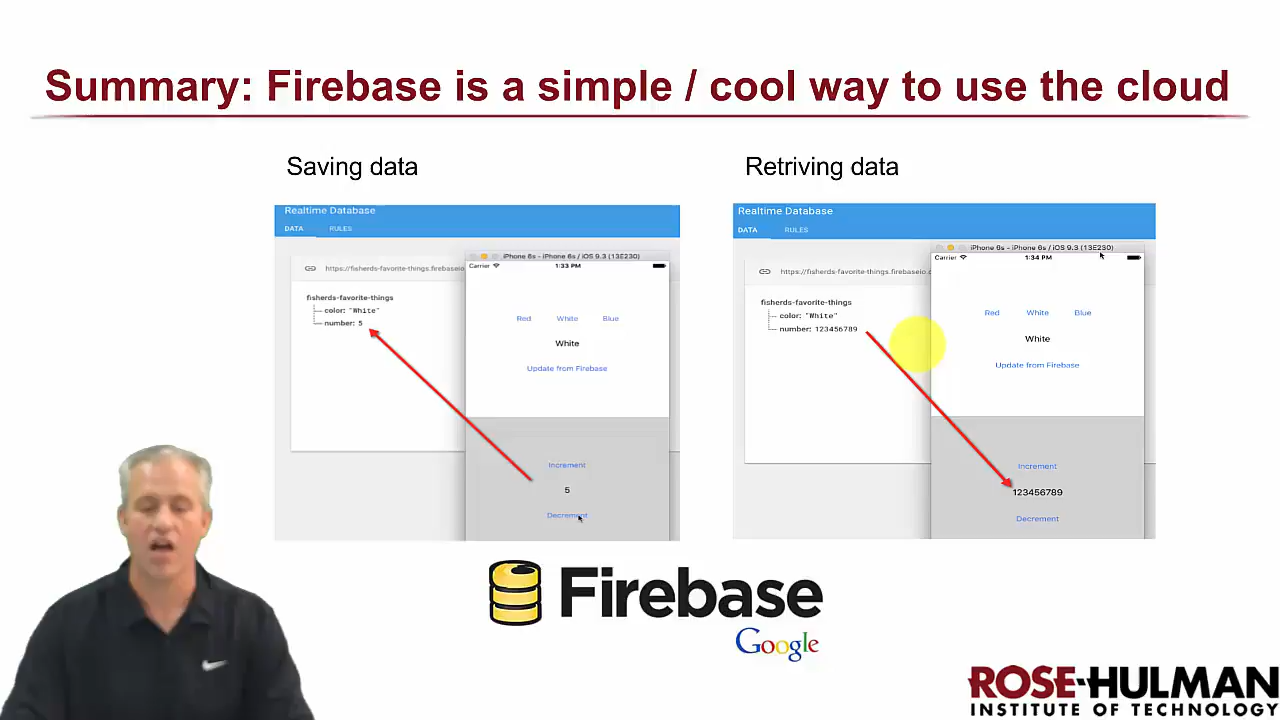 Summary: Firebase is a simple / cool way to use the cloud
Saving data
Realtime Database
DATA RULES
https://fisherds-favorite-things.firebaseio
fisherds-favorite-things
color: "White"
number: 5
iPhone 6s - iPhone 6s / iOS 9.3 (13E230)
Carrier 1:33 PM
Red White Blue
White
Update from Firebase
Increment
5
Decrement
Retriving data
Realtime Database
DATA RULES
https://fisherds-favorite-things.firebaseio.c
fisherds-favorite-things
color: "White"
number: 123456789
iPhone 6s - iPhone 6s / iOS 9.3 (13E230)
Carrier 1:34 PM
Red White Blue
White
Update from Firebase
Increment
123456789
Decrement
Firebase
Google
ROSE-HULMAN
INSTITUTE OF TECHNOLOGY